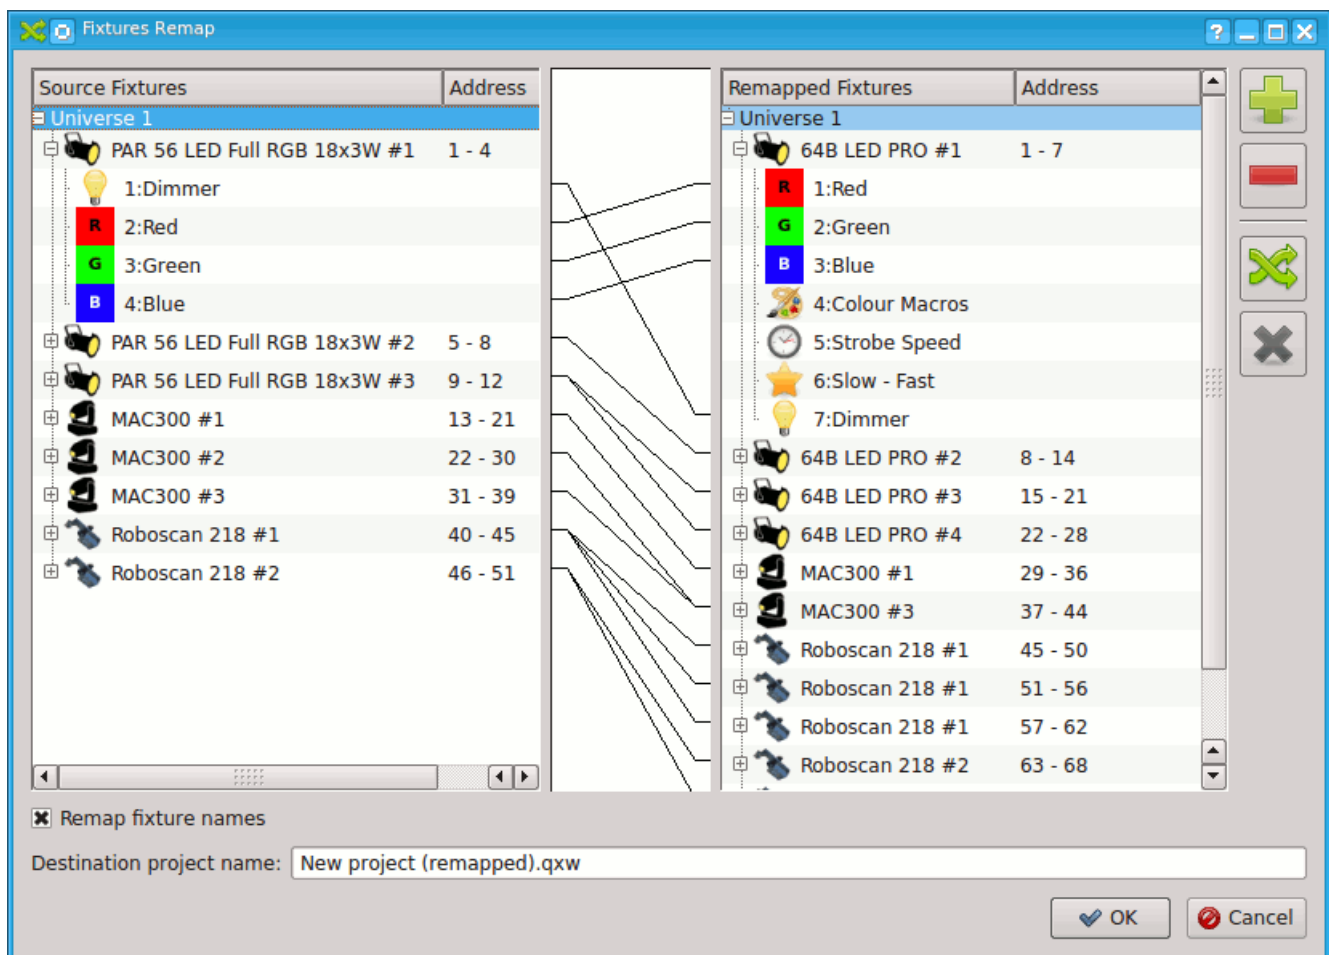 Fixtures Remap
?
Source Fixtures Address
Universe 1
PAR 56 LED Full RGB 18x3W #1 1 - 4
1:Dimmer
R 2:Red
G 3:Green
B 4:Blue
PAR 56 LED Full RGB 18x3W #2 5 - 8
PAR 56 LED Full RGB 18x3W #3 9 - 12
MAC300 #1 13 - 21
MAC300 #2 22 - 30
MAC300 #3 31 - 39
Roboscan 218 #1 40 - 45
Roboscan 218 #2 46 - 51
Remapped Fixtures Address
Universe 1
64B LED PRO #1 1 - 7
R 1:Red
G 2:Green
B 3:Blue
4:Colour Macros
5:Strobe Speed
6:Slow - Fast
7:Dimmer
64B LED PRO #2 8 - 14
64B LED PRO #3 15 - 21
64B LED PRO #4 22 - 28
MAC300 #1 29 - 36
MAC300 #3 37 - 44
Roboscan 218 #1 45 - 50
Roboscan 218 #1 51 - 56
Roboscan 218 #1 57 - 62
Roboscan 218 #2 63 - 68
Remap fixture names
Destination project name: New project (remapped).qxw
OK Cancel